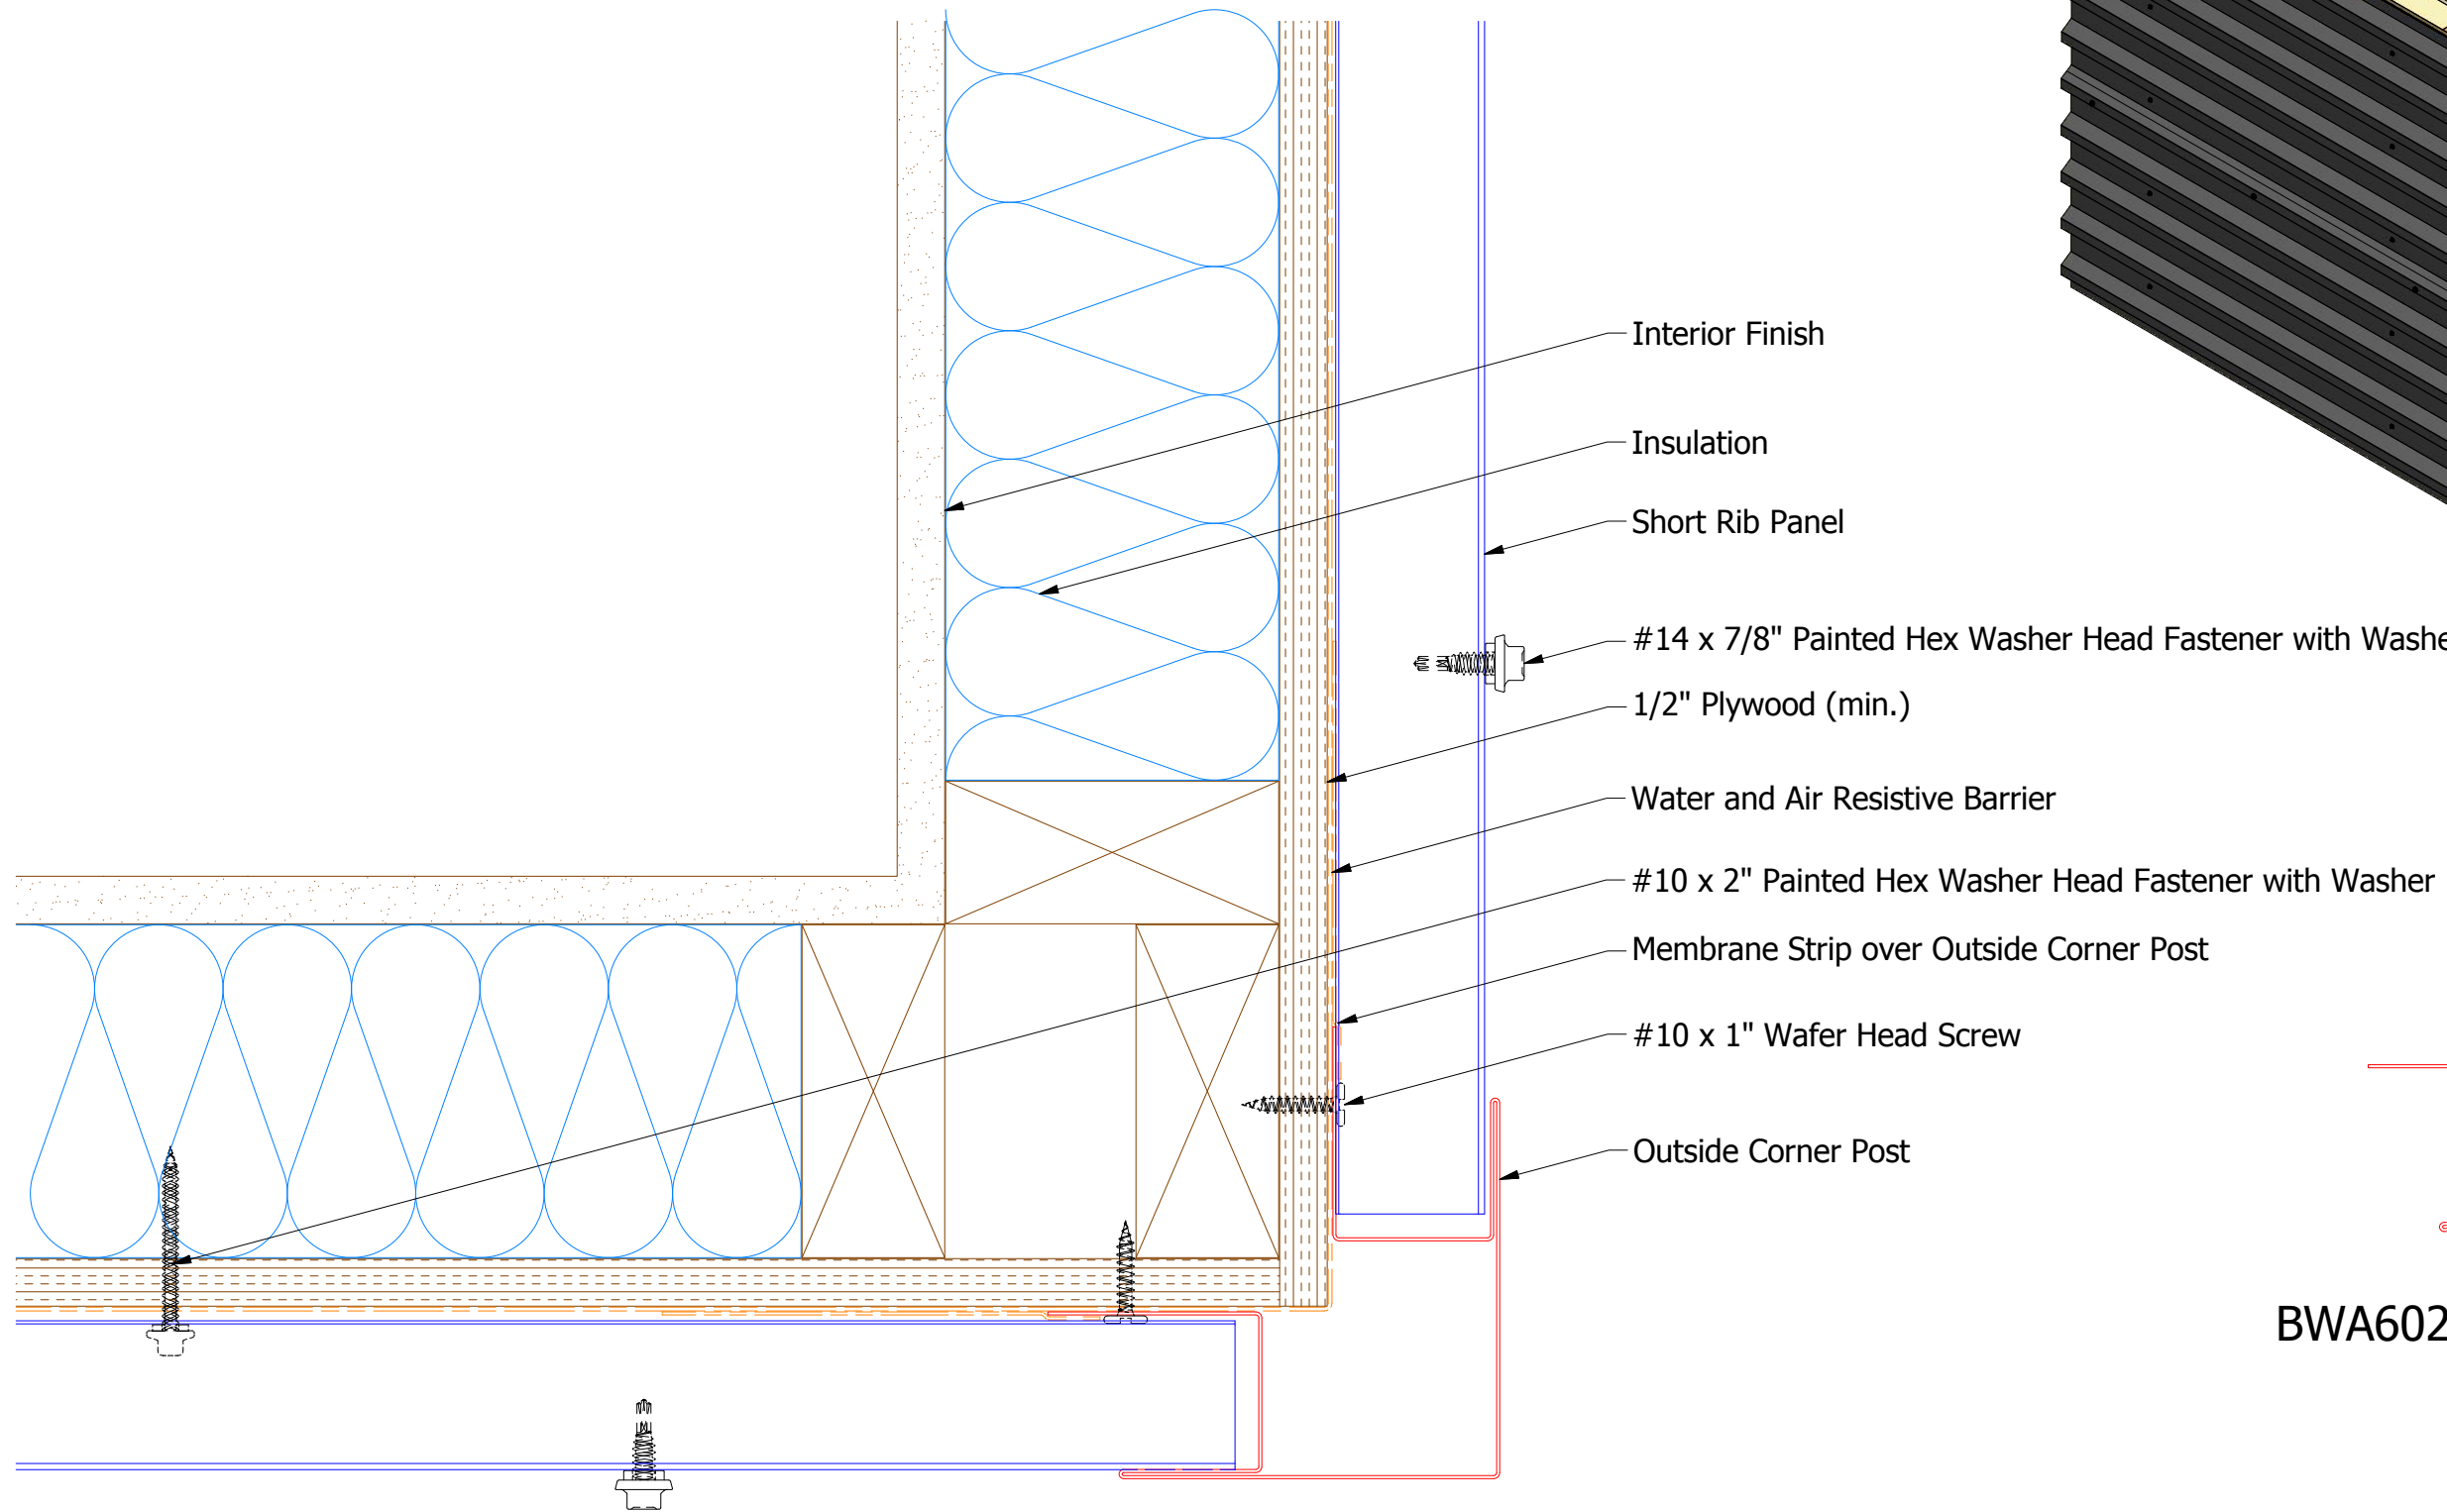 Interior Finish
Insulation
Short Rib Panel
#14 x 7/8" Painted Hex Washer Head Fastener with
1/2" Plywood (min.)
Water and Air Resistive Barrier
#10 x 2" Painted Hex Washer Head Fastener with Washer
Membrane Strip over Outside Corner Post
#10 x 1" Wafer Head Screw
Outside Corner Post
BWA602